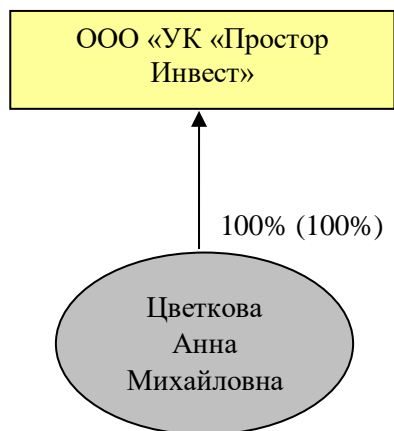 ООО «УК «Простор
Инвест»
100% (100%)
Цветкова
Анна
Михайловна